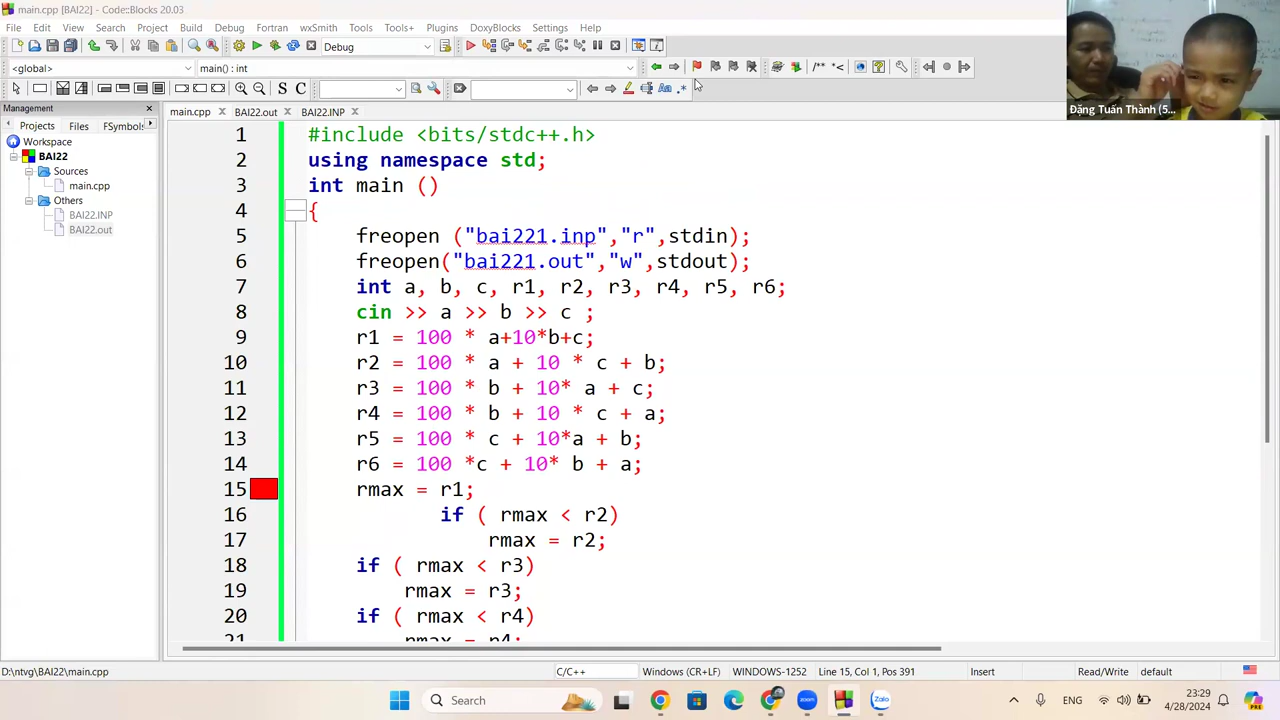 main.cpp [BAI22] - Code::Blocks 20.03
File Edit View Search Project Build Debug Fortran wxSmith Tools Tools+ Plugins DoxyBlocks Settings Help
Debug
<global> main() : int
/** *<
S C
Aa .*
Management
Projects Files FSymbols
Workspace
BAI22
Sources
main.cpp
Others
BAI22.INP
BAI22.out
main.cpp BAI22.out BAI22.INP
1 #include <bits/stdc++.h>
2 using namespace std;
3 int main ()
4 {
5 freopen ("bai221.inp","r",stdin);
6 freopen("bai221.out","w",stdout);
7 int a, b, c, r1, r2, r3, r4, r5, r6;
8 cin >> a >> b >> c ;
9 r1 = 100 * a+10*b+c;
10 r2 = 100 * a + 10 * c + b;
11 r3 = 100 * b + 10* a + c;
12 r4 = 100 * b + 10 * c + a;
13 r5 = 100 * c + 10*a + b;
14 r6 = 100 *c + 10* b + a;
15 rmax = r1;
16 if ( rmax < r2)
17 rmax = r2;
18 if ( rmax < r3)
19 rmax = r3;
20 if ( rmax < r4)
21 rmax = r4;
Đặng Tuấn Thành (5...
D:\ntvg\BAI22\main.cpp C/C++ Windows (CR+LF) WINDOWS-1252 Line 15, Col 1, Pos 391 Insert Read/Write default
Search
zoom
Zalo
ENG
23:29
4/28/2024
PRE